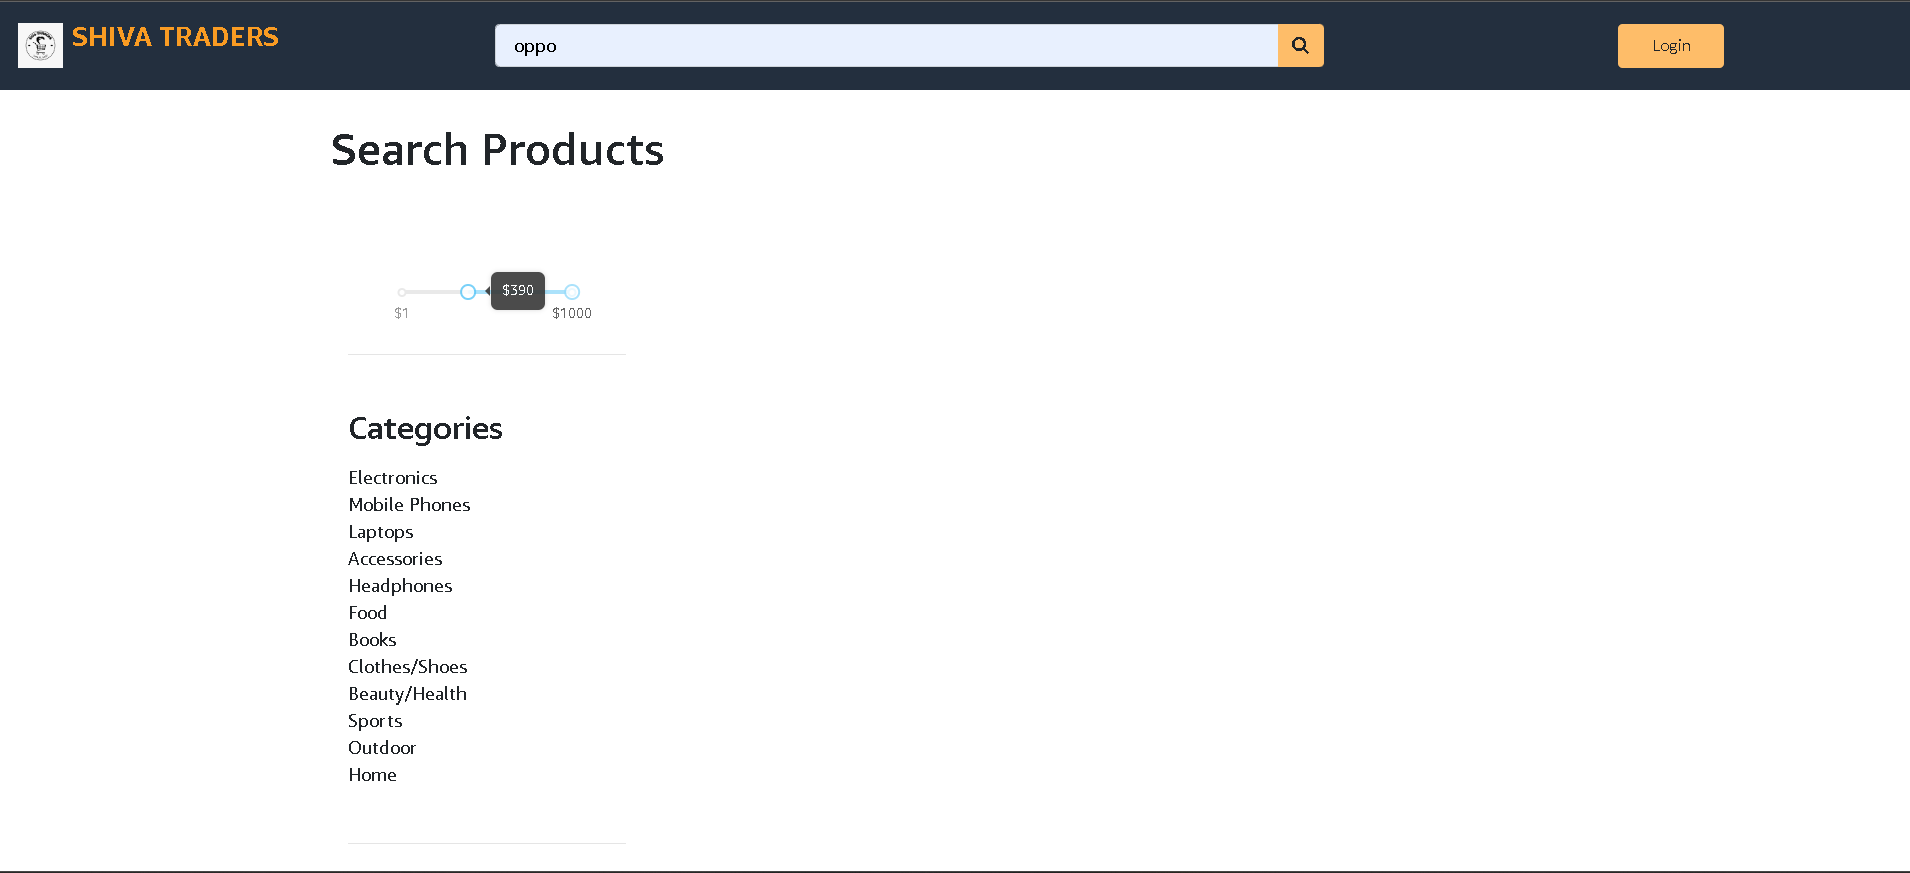 SHIVA TRADERS
oppo
Login
Search Products
$390
$1
$1000
Categories
Electronics
Mobile Phones
Laptops
Accessories
Headphones
Food
Books
Clothes/Shoes
Beauty/Health
Sports
Outdoor
Home